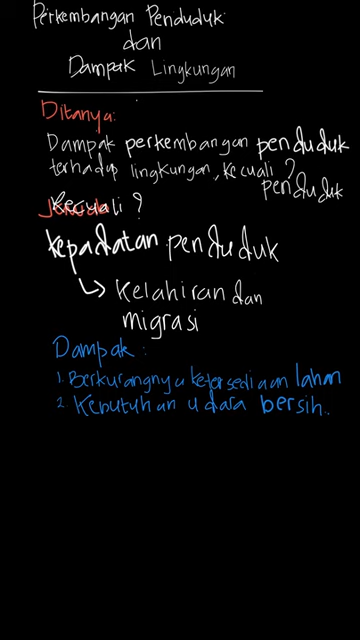 Perkembangan Penduduk
dan
Dampak Lingkungan
Ditanya:
Dampak perkembangan penduduk
terhadap lingkungan, kecuali ?
penduduk
Kecuali ?
kepadatan penduduk
↳ Kelahiran dan
migrasi
Dampak :
1. Berkurangnya ketersediaan lahan
2. Kebutuhan udara bersih.